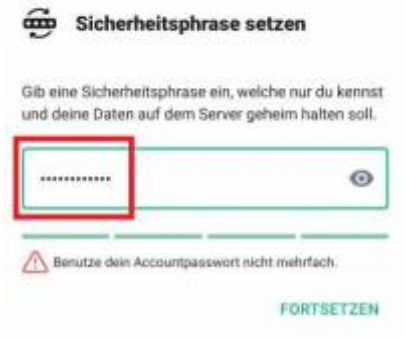 Sicherheitsphrase setzen
Gib eine Sicherheitsphrase ein, welche nur du kennst
und deine Daten auf dem Server geheim halten soll.
••••••••••••
Benutze dein Accountpasswort nicht mehrfach.
FORTSETZEN